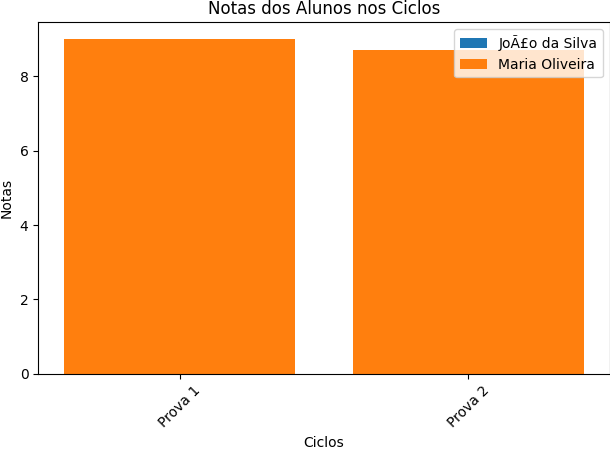 Notas dos Alunos nos Ciclos
JoÃ£o da Silva
Maria Oliveira
8
6
4
2
0
Notas
Prova 1
Prova 2
Ciclos